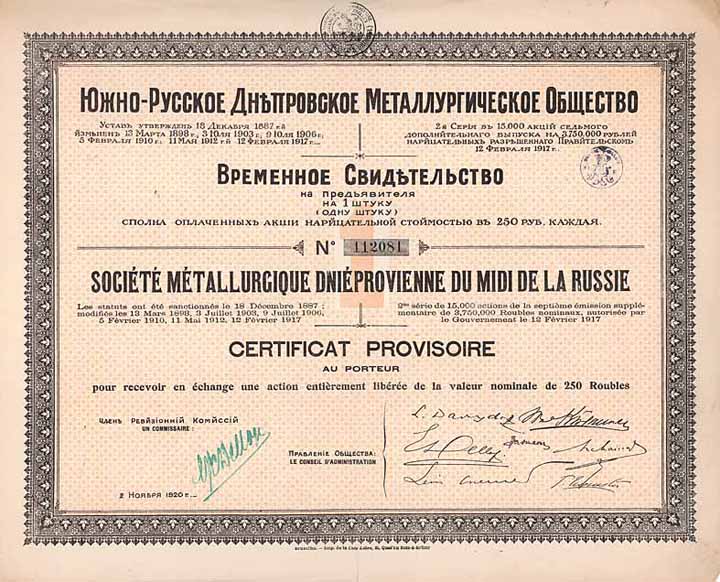 Южно-Русское Днѣпровское Металлургическое Общество
Уставъ утвержденъ 18 Декабря 1887 г.
измѣненъ 13 Марта 1898 г., 3 Юля 1903 г., 9 Юля 1906 г.
5 Февраля 1910 г. 11 Мая 1912 г. и 12 Февраля 1917 г.
2я Серія въ 15.000 акцій седьмого
дополнительнаго выпуска на 3.750.000 рублей
нарицательныхъ разрѣшеннаго Правительствомъ
12 Февраля 1917 г.
Временное Свидѣтельство
на предъявителя
на 1 штуку
(одну штуку)
сполна оплаченныхъ акціи нарицательной стоимостью въ 250 руб. каждая.
№ 112081
SOCIÉTÉ MÉTALLURGIQUE DNIÉPROVIENNE DU MIDI DE LA RUSSIE
Les statuts ont été sanctionnés le 18 Décembre 1887 ;
modifiés les 13 Mars 1898, 3 Juillet 1903, 9 Juillet 1906,
5 Février 1910, 11 Mai 1912, 12 Février 1917
2me série de 15,000 actions de la septième émission supplé-
mentaire de 3,750,000 Roubles nominaux, autorisée par
le Gouvernement le 12 Février 1917
CERTIFICAT PROVISOIRE
AU PORTEUR
pour recevoir en échange une action entièrement libérée de la valeur nominale de 250 Roubles
Членъ Ревизіонній Комиссій
UN COMMISSAIRE :
Правленіе Общества:
LE CONSEIL D'ADMINISTRATION
2 Ноября 1920 г.